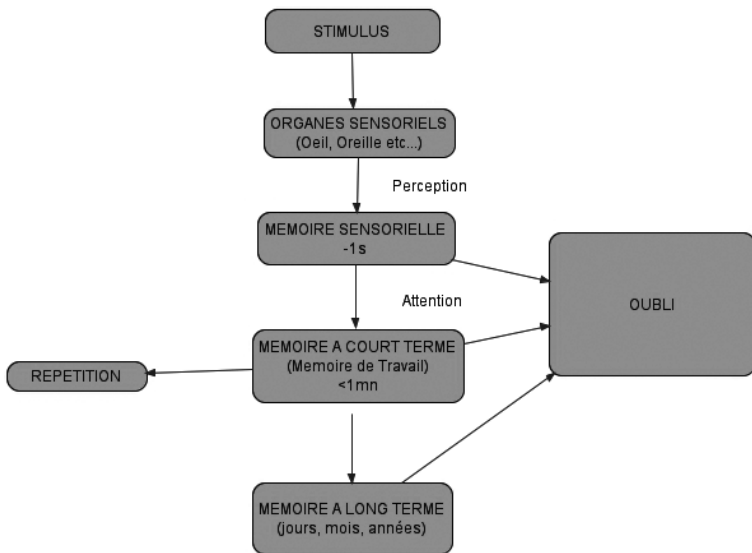 STIMULUS
ORGANES SENSORIELS
(Oeil, Oreille etc...)
Perception
MEMOIRE SENSORIELLE
-1s
Attention
OUBLI
MEMOIRE A COURT TERME
(Memoire de Travail)
<1mn
REPETITION
MEMOIRE A LONG TERME
(jours, mois, années)